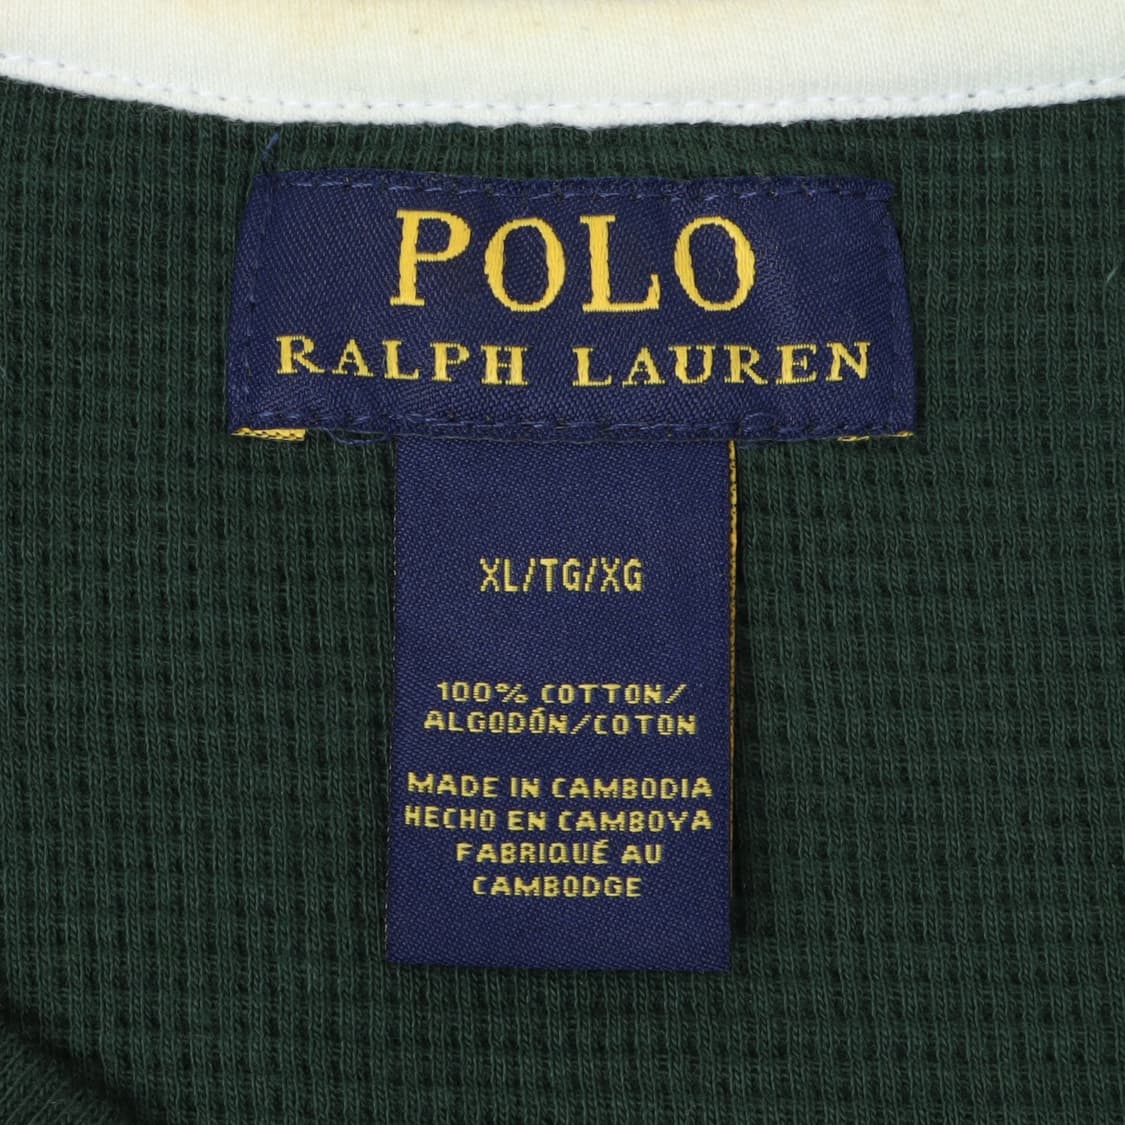 POLO
RALPH LAUREN
XL/TG/XG
100% COTTON/
ALGODÓN/COTON
MADE IN CAMBODIA
HECHO EN CAMBOYA
FABRIQUÉ AU
CAMBODGE